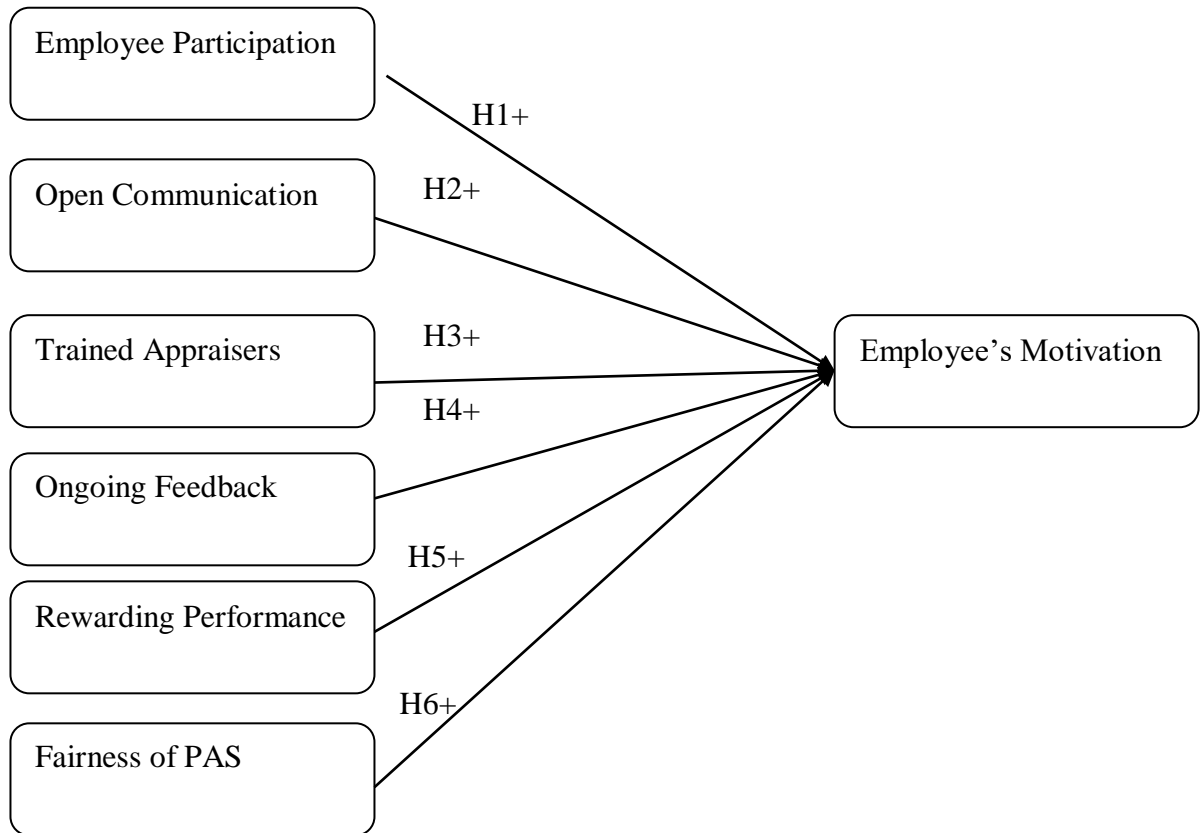 Employee Participation
H1+
Open Communication
H2+
Trained Appraisers
H3+
Employee’s Motivation
H4+
Ongoing Feedback
H5+
Rewarding Performance
H6+
Fairness of PAS